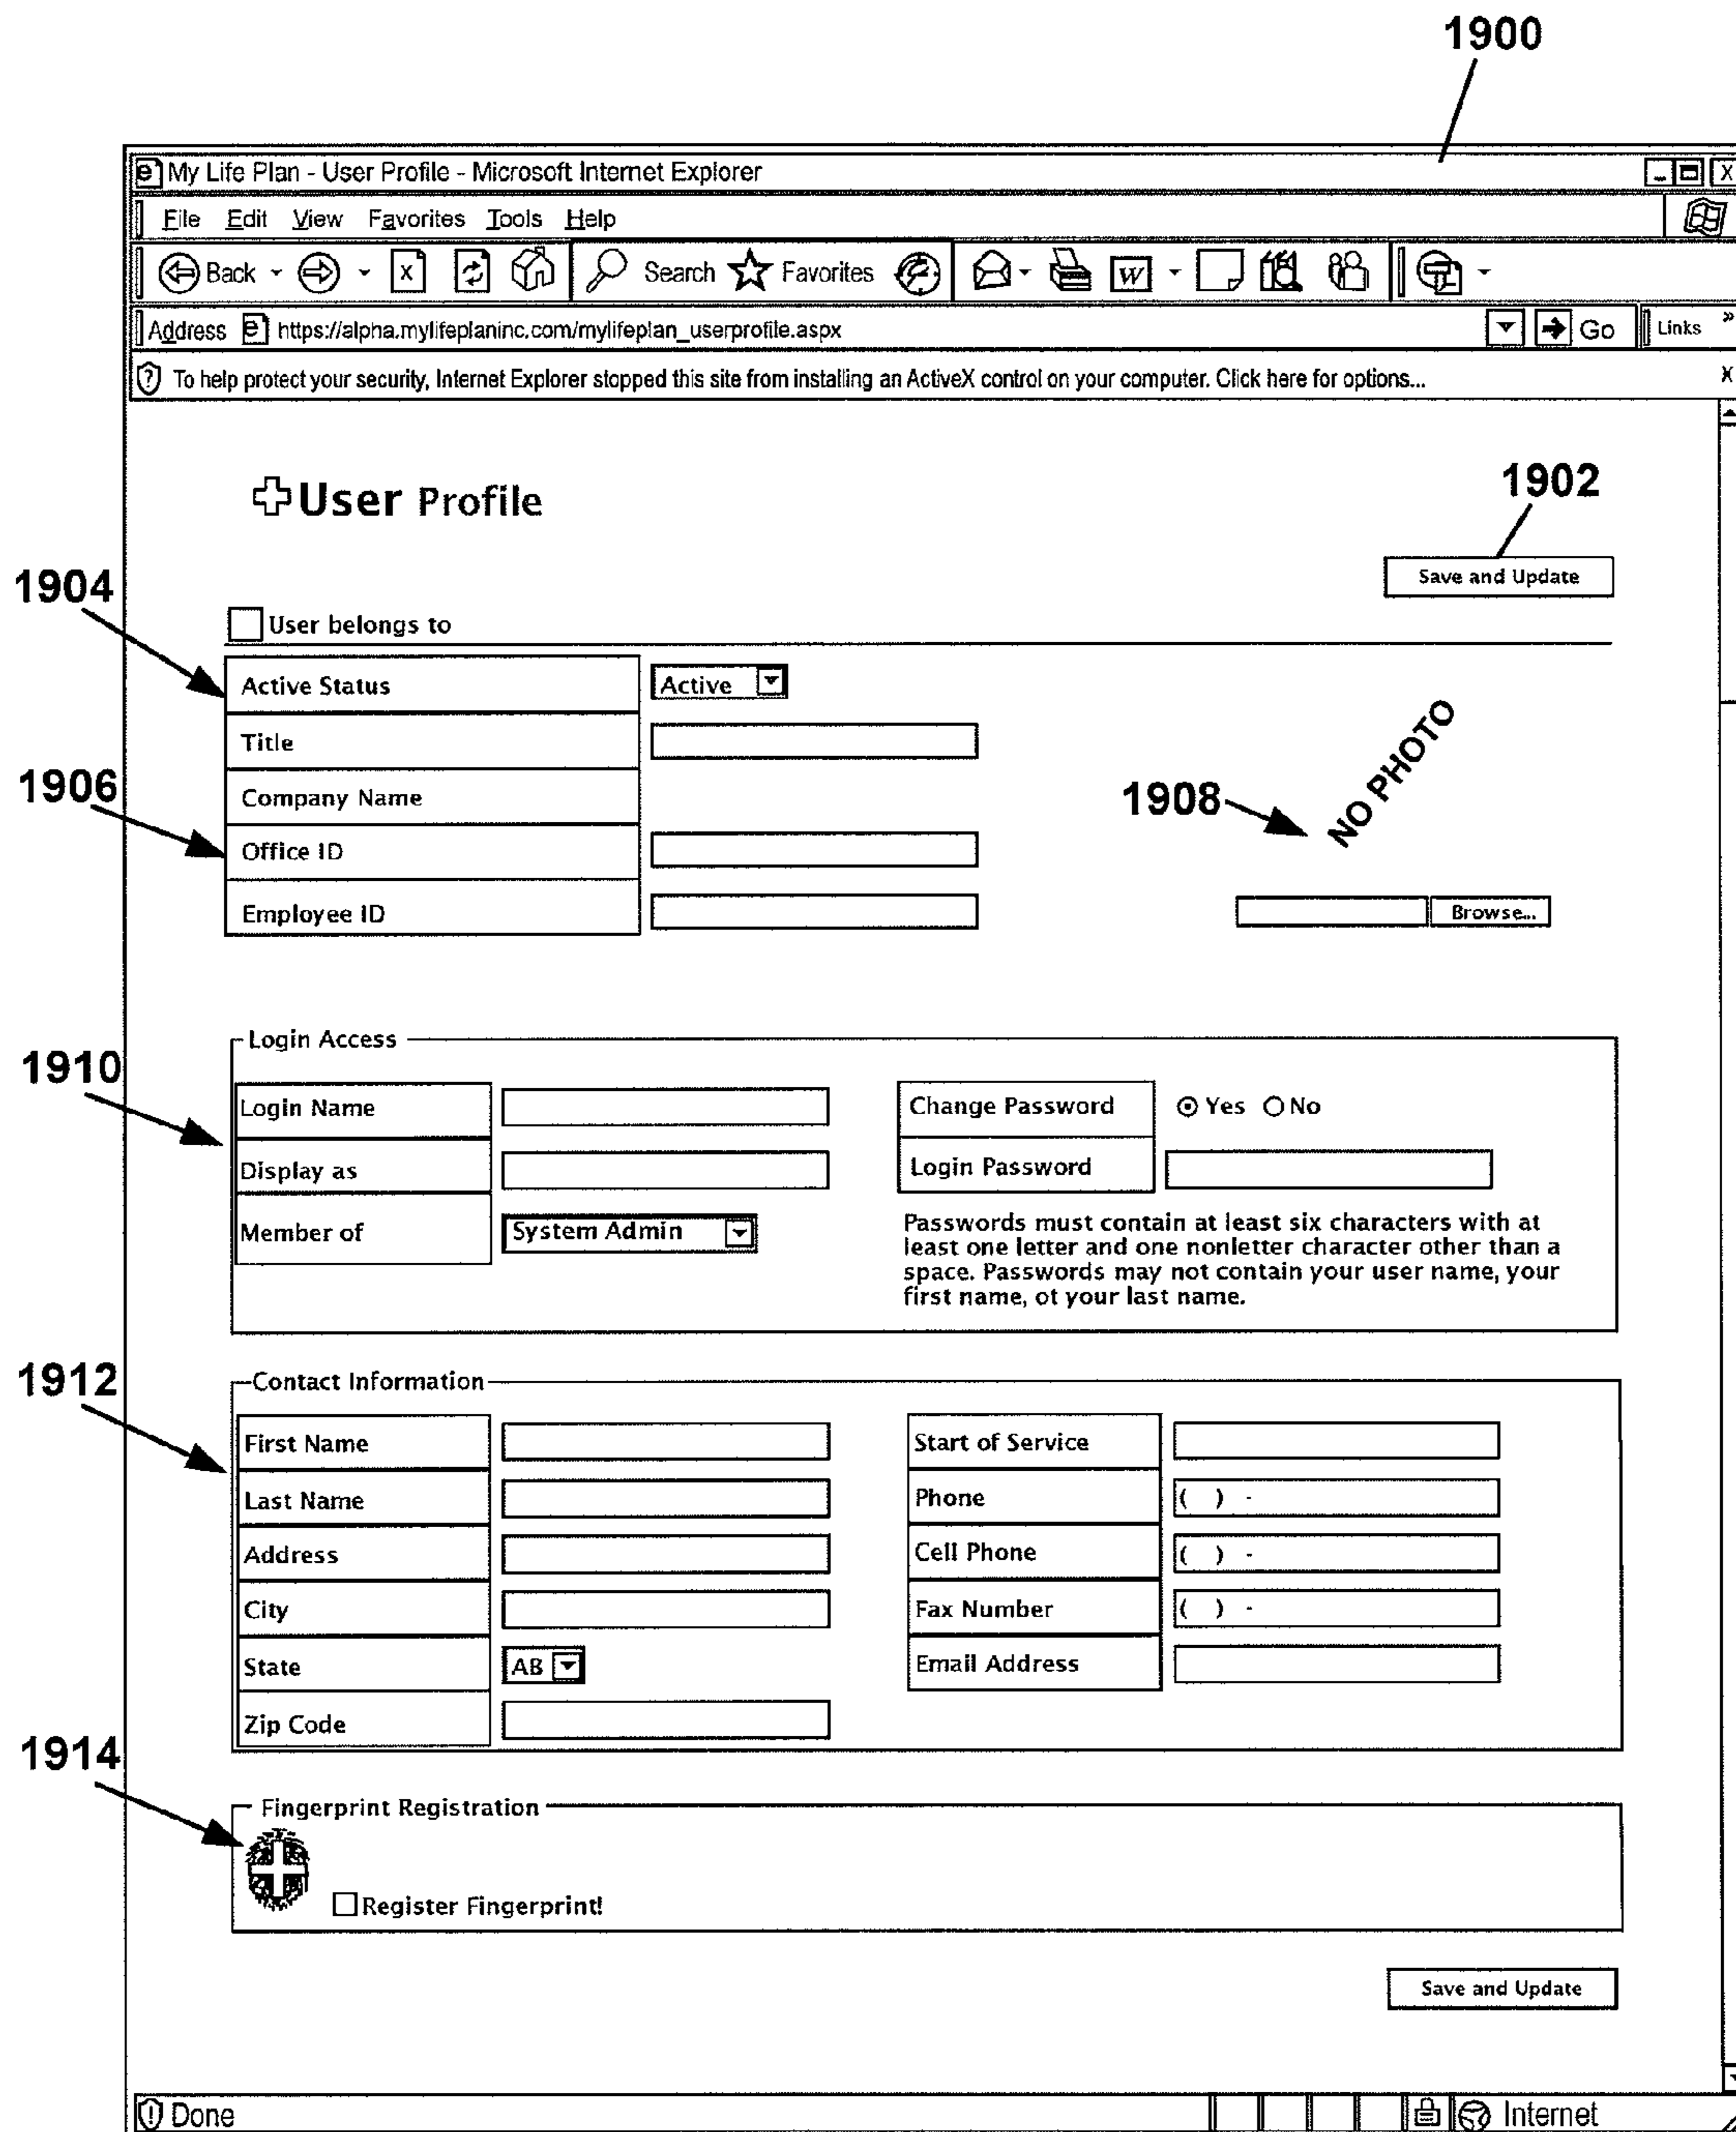 1900
My Life Plan - User Profile - Microsoft Internet Explorer
File Edit View Favorites Tools Help
Back Search Favorites W
Address https://alpha.mylifeplaninc.com/mylifeplan_userprofile.aspx Go Links »
To help protect your security, Internet Explorer stopped this site from installing an ActiveX control on your computer. Click here for options... X
User Profile
1902
Save and Update
1904
User belongs to
Active Status Active
Title
1906
Company Name
1908
NO PHOTO
Office ID
Employee ID Browse...
Login Access
1910
Login Name Change Password Yes No
Display as Login Password
Member of System Admin
Passwords must contain at least six characters with at
least one letter and one nonletter character other than a
space. Passwords may not contain your user name, your
first name, ot your last name.
1912
Contact Information
First Name Start of Service
Last Name Phone ( ) -
Address Cell Phone ( ) -
City Fax Number ( ) -
State AB Email Address
Zip Code
1914
Fingerprint Registration
Register Fingerprint!
Save and Update
Done Internet